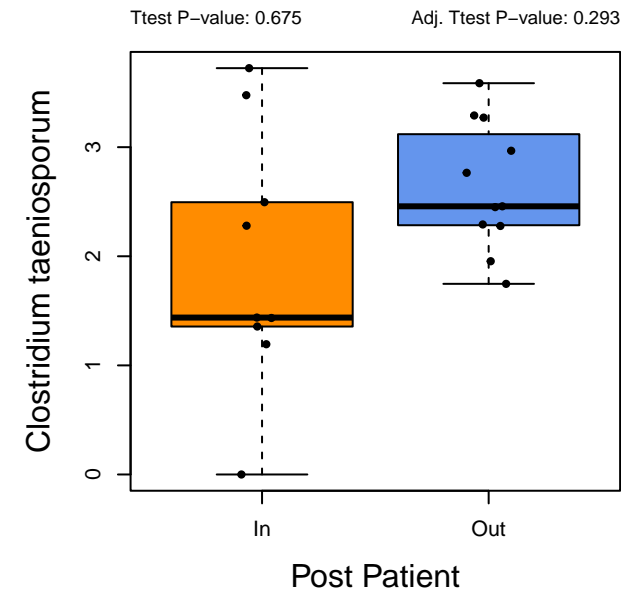 Ttest P−value: 0.675 Adj. Ttest P−value: 0.293
Clostridium taeniosporum
3
2
1
0
In Out
Post Patient